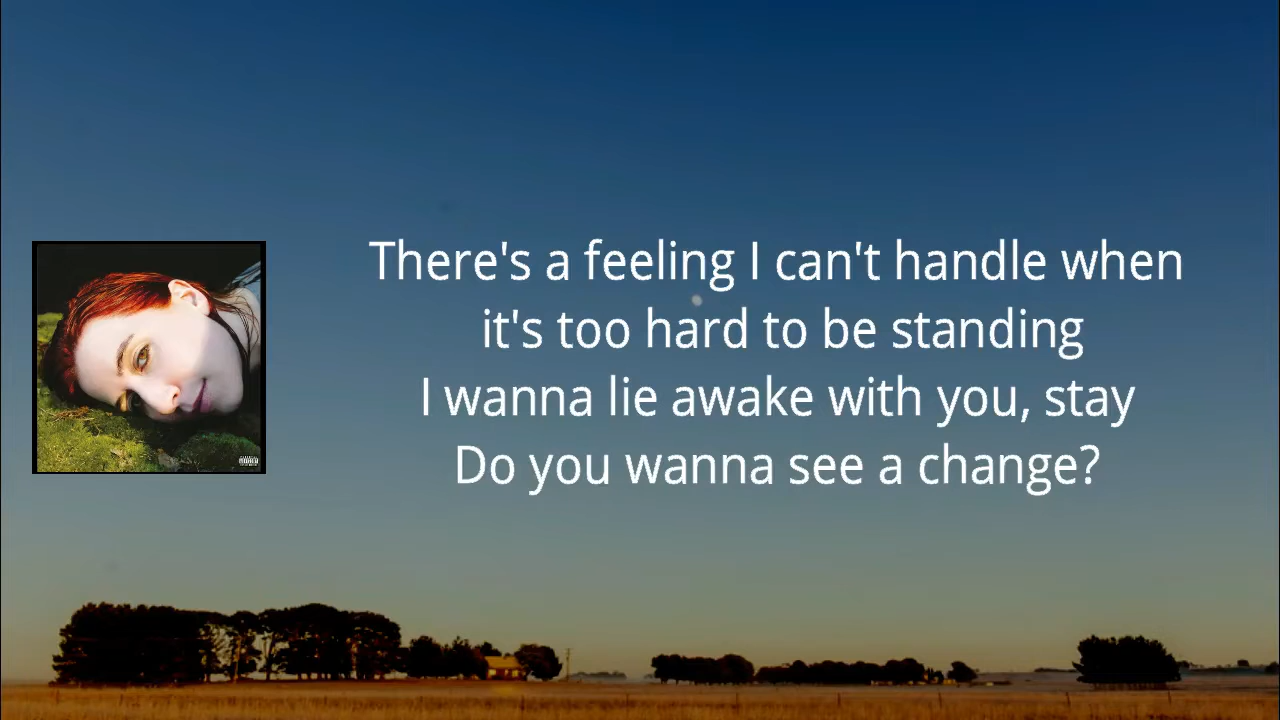 There's a feeling I can't handle when
it's too hard to be standing
I wanna lie awake with you, stay
Do you wanna see a change?